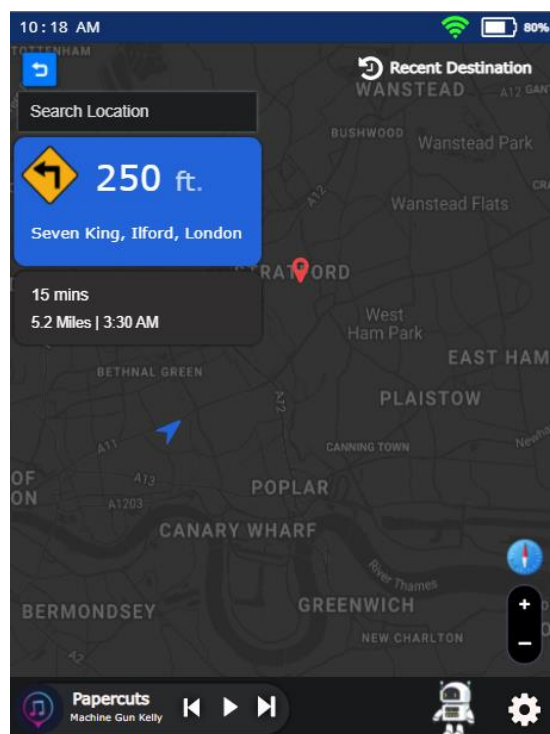 10:18 AM
80%
TOTTENHAM
Recent Destination
WANSTEAD
A12
Search Location
BUSHWOOD
Wanstead Park
250 ft.
A12
Wanstead Flats
Seven King, Ilford, London
STRATFORD
15 mins
5.2 Miles | 3:30 AM
West
Ham Park
EAST HAM
BETHNAL GREEN
PLAISTOW
A12
A11
CANNING TOWN
OF
ON
A13
POPLAR
A1203
CANARY WHARF
River Thames
BERMONDSEY
GREENWICH
+
NEW CHARLTON
-
A2
Papercuts
Machine Gun Kelly